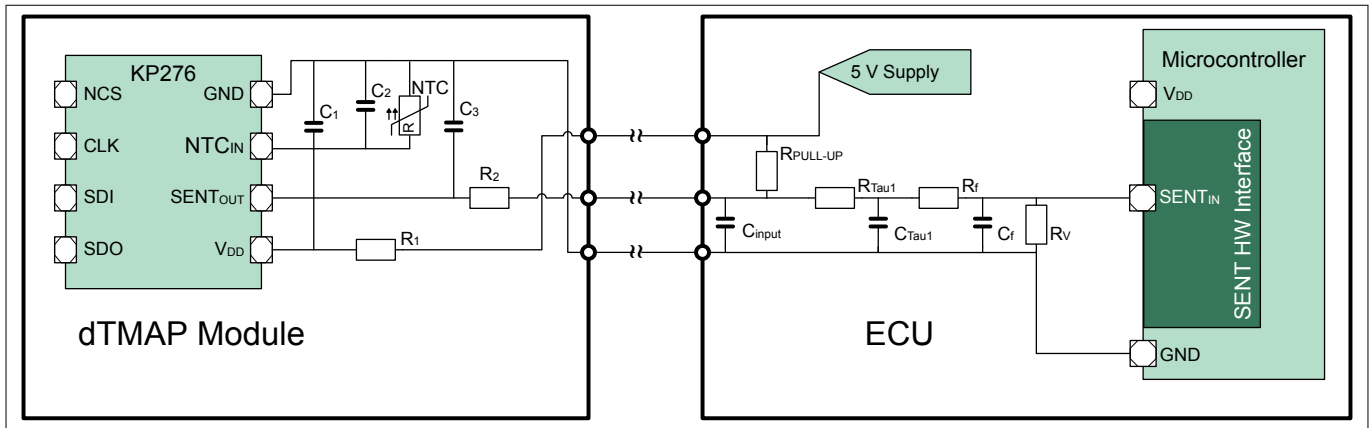 KP276
NCS
CLK
SDI
SDO
GND
NTCIN
SENTOUT
VDD
C1
C2
R
NTC
C3
R2
R1
dTMAP Module
5 V Supply
RPULL-UP
RTau1
Rf
Cinput
CTau1
Cf
RV
ECU
Microcontroller
VDD
SENTIN
SENT HW Interface
GND